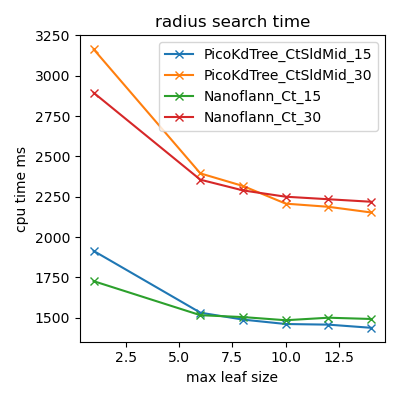 radius search time
PicoKdTree_CtSldMid_15
PicoKdTree_CtSldMid_30
Nanoflann_Ct_15
Nanoflann_Ct_30
cpu time ms
3250
3000
2750
2500
2250
2000
1750
1500
2.5 5.0 7.5 10.0 12.5
max leaf size